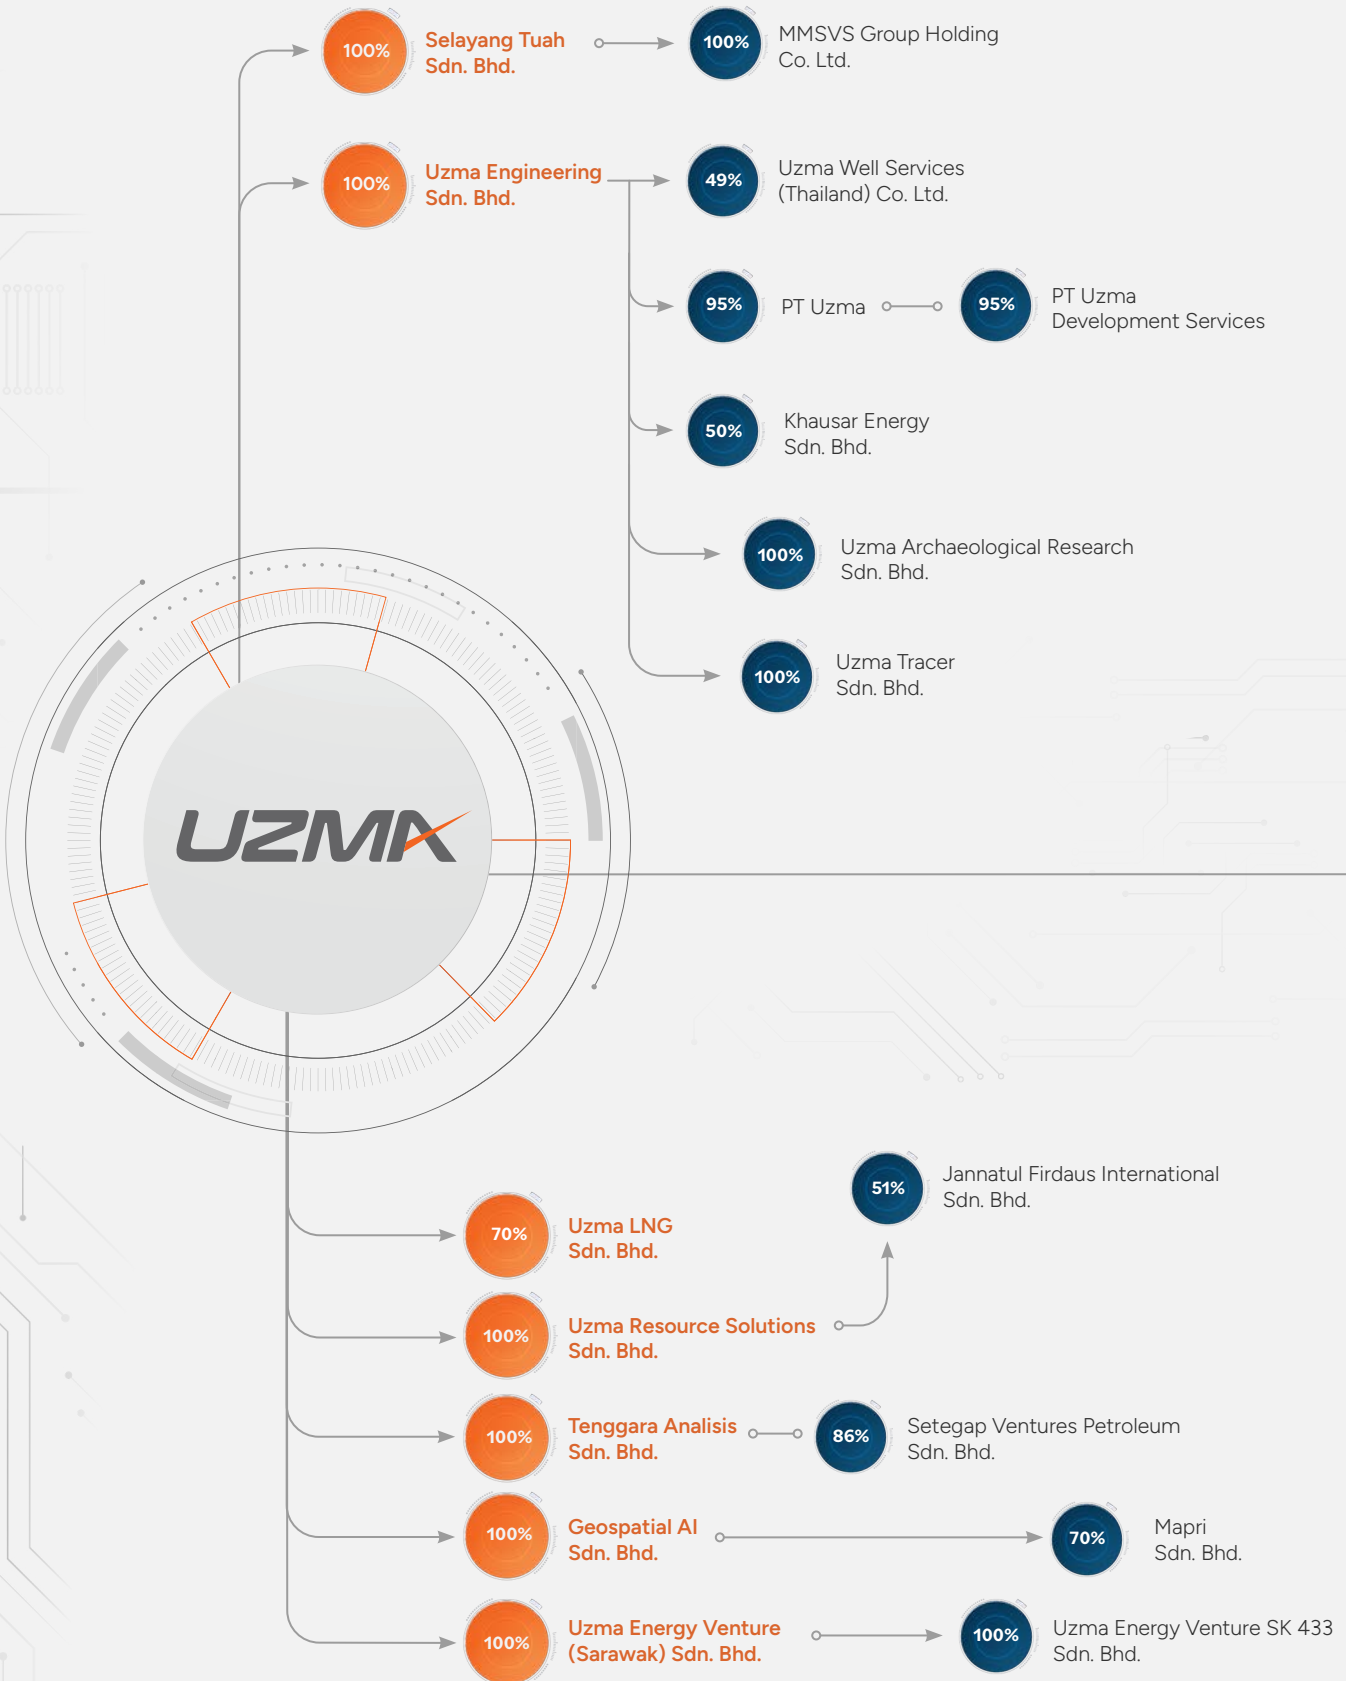 100%
Selayang Tuah
Sdn. Bhd.
100%
MMSVS Group Holding
Co. Ltd.
100%
Uzma Engineering
Sdn. Bhd.
49%
Uzma Well Services
(Thailand) Co. Ltd.
95%
PT Uzma
95%
PT Uzma
Development Services
50%
Khausar Energy
Sdn. Bhd.
100%
Uzma Archaeological Research
Sdn. Bhd.
100%
Uzma Tracer
Sdn. Bhd.
UZMA
51%
Jannatul Firdaus International
Sdn. Bhd.
70%
Uzma LNG
Sdn. Bhd.
100%
Uzma Resource Solutions
Sdn. Bhd.
100%
Tenggara Analisis
Sdn. Bhd.
86%
Setegap Ventures Petroleum
Sdn. Bhd.
100%
Geospatial AI
Sdn. Bhd.
70%
Mapri
Sdn. Bhd.
100%
Uzma Energy Venture
(Sarawak) Sdn. Bhd.
100%
Uzma Energy Venture SK 433
Sdn. Bhd.